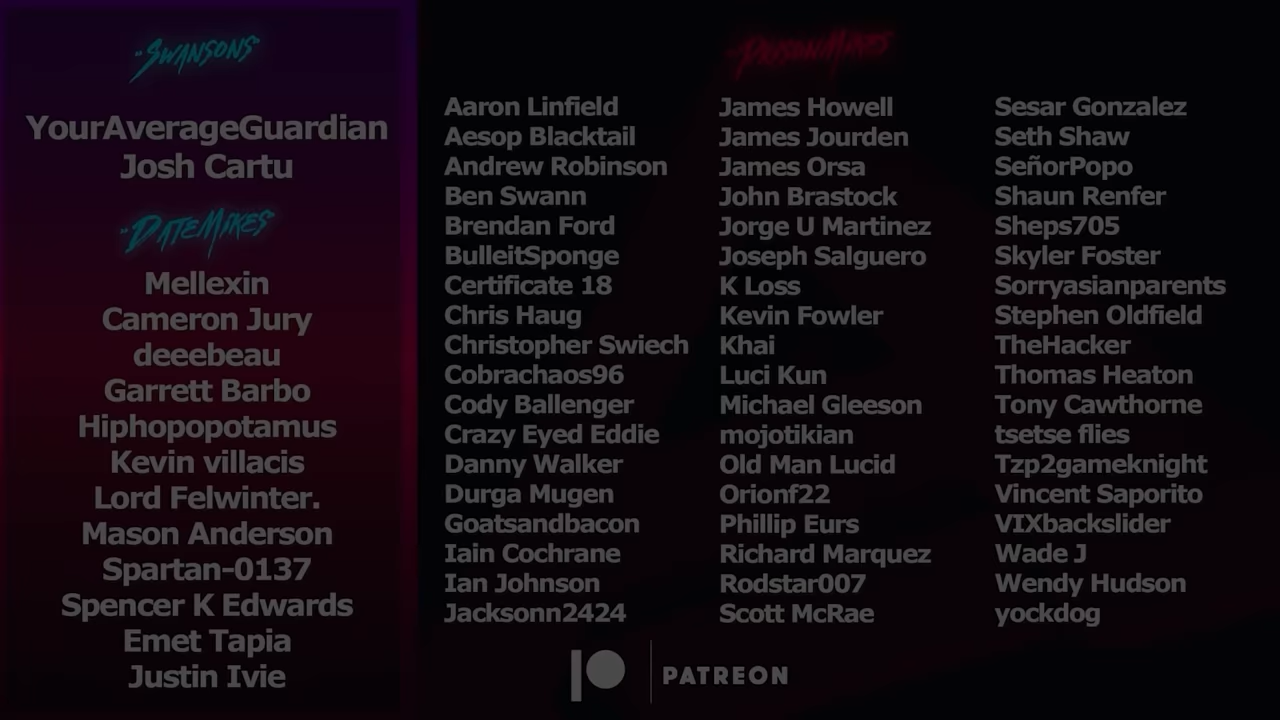 "Swansons"
YourAverageGuardian
Josh Cartu
"DateMikes"
Mellexin
Cameron Jury
deeebeau
Garrett Barbo
Hiphopopotamus
Kevin villacis
Lord Felwinter.
Mason Anderson
Spartan-0137
Spencer K Edwards
Emet Tapia
Justin Ivie
"PrisonMikes"
Aaron Linfield
Aesop Blacktail
Andrew Robinson
Ben Swann
Brendan Ford
BulleitSponge
Certificate 18
Chris Haug
Christopher Swiech
Cobrachaos96
Cody Ballenger
Crazy Eyed Eddie
Danny Walker
Durga Mugen
Goatsandbacon
Iain Cochrane
Ian Johnson
Jacksonn2424
James Howell
James Jourden
James Orsa
John Brastock
Jorge U Martinez
Joseph Salguero
K Loss
Kevin Fowler
Khai
Luci Kun
Michael Gleeson
mojotikian
Old Man Lucid
Orionf22
Phillip Eurs
Richard Marquez
Rodstar007
Scott McRae
Sesar Gonzalez
Seth Shaw
SeñorPopo
Shaun Renfer
Sheps705
Skyler Foster
Sorryasianparents
Stephen Oldfield
TheHacker
Thomas Heaton
Tony Cawthorne
tsetse flies
Tzp2gameknight
Vincent Saporito
VIXbackslider
Wade J
Wendy Hudson
yockdog
PATREON